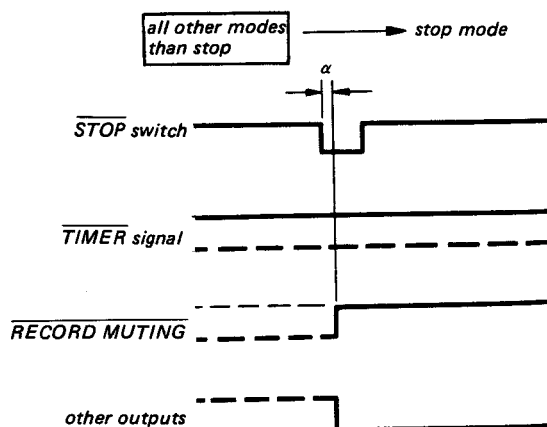 all other modes
than stop
stop mode
α
STOP switch
TIMER signal
RECORD MUTING
other outputs